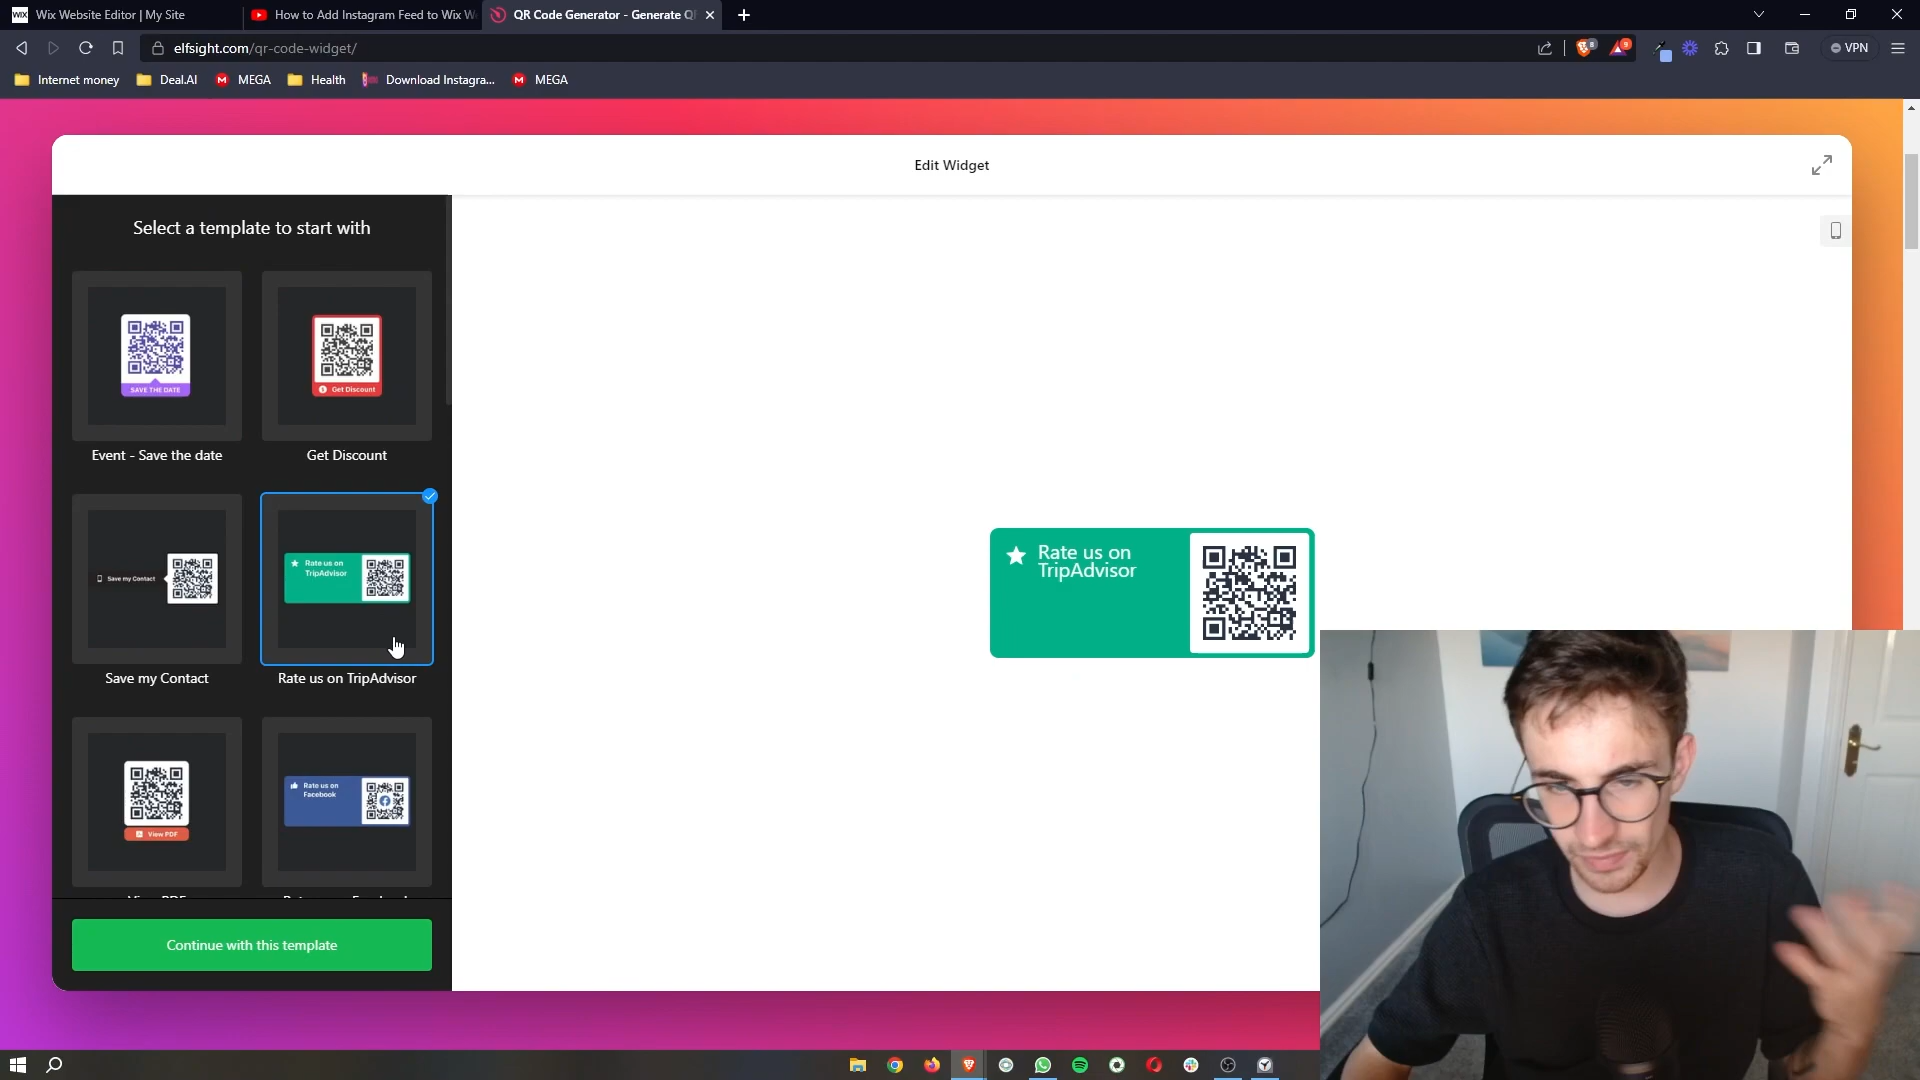 WIX Wix Website Editor | My Site
How to Add Instagram Feed to Wix W
QR Code Generator - Generate Q
elfsight.com/qr-code-widget/
8
9
VPN
Internet money
Deal.AI
M MEGA
Health
Download Instagra...
M MEGA
Edit Widget
Select a template to start with
SAVE THE DATE
Get Discount
Event - Save the date
Get Discount
Save my Contact
Rate us on
TripAdvisor
Save my Contact
Rate us on TripAdvisor
View PDF
Rate us on
Facebook
Continue with this template
Rate us on
TripAdvisor